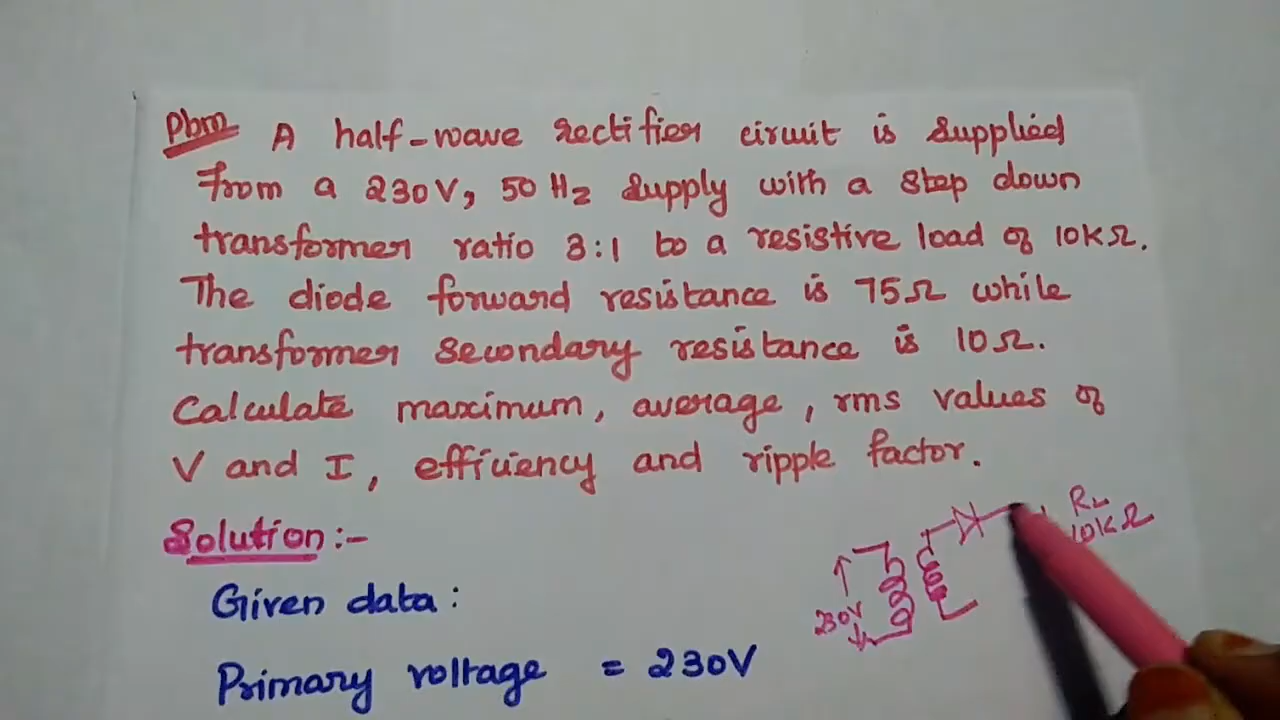 Pbm A half-wave rectifier circuit is supplied
from a 230V, 50 Hz supply with a step down
transformer ratio 3:1 to a resistive load of 10KΩ.
The diode forward resistance is 75Ω while
transformer secondary resistance is 10Ω.
Calculate maximum, average, rms values of
V and I, efficiency and ripple factor.
Solution:-
RL
10KΩ
Given data:
230V
Primary voltage = 230V